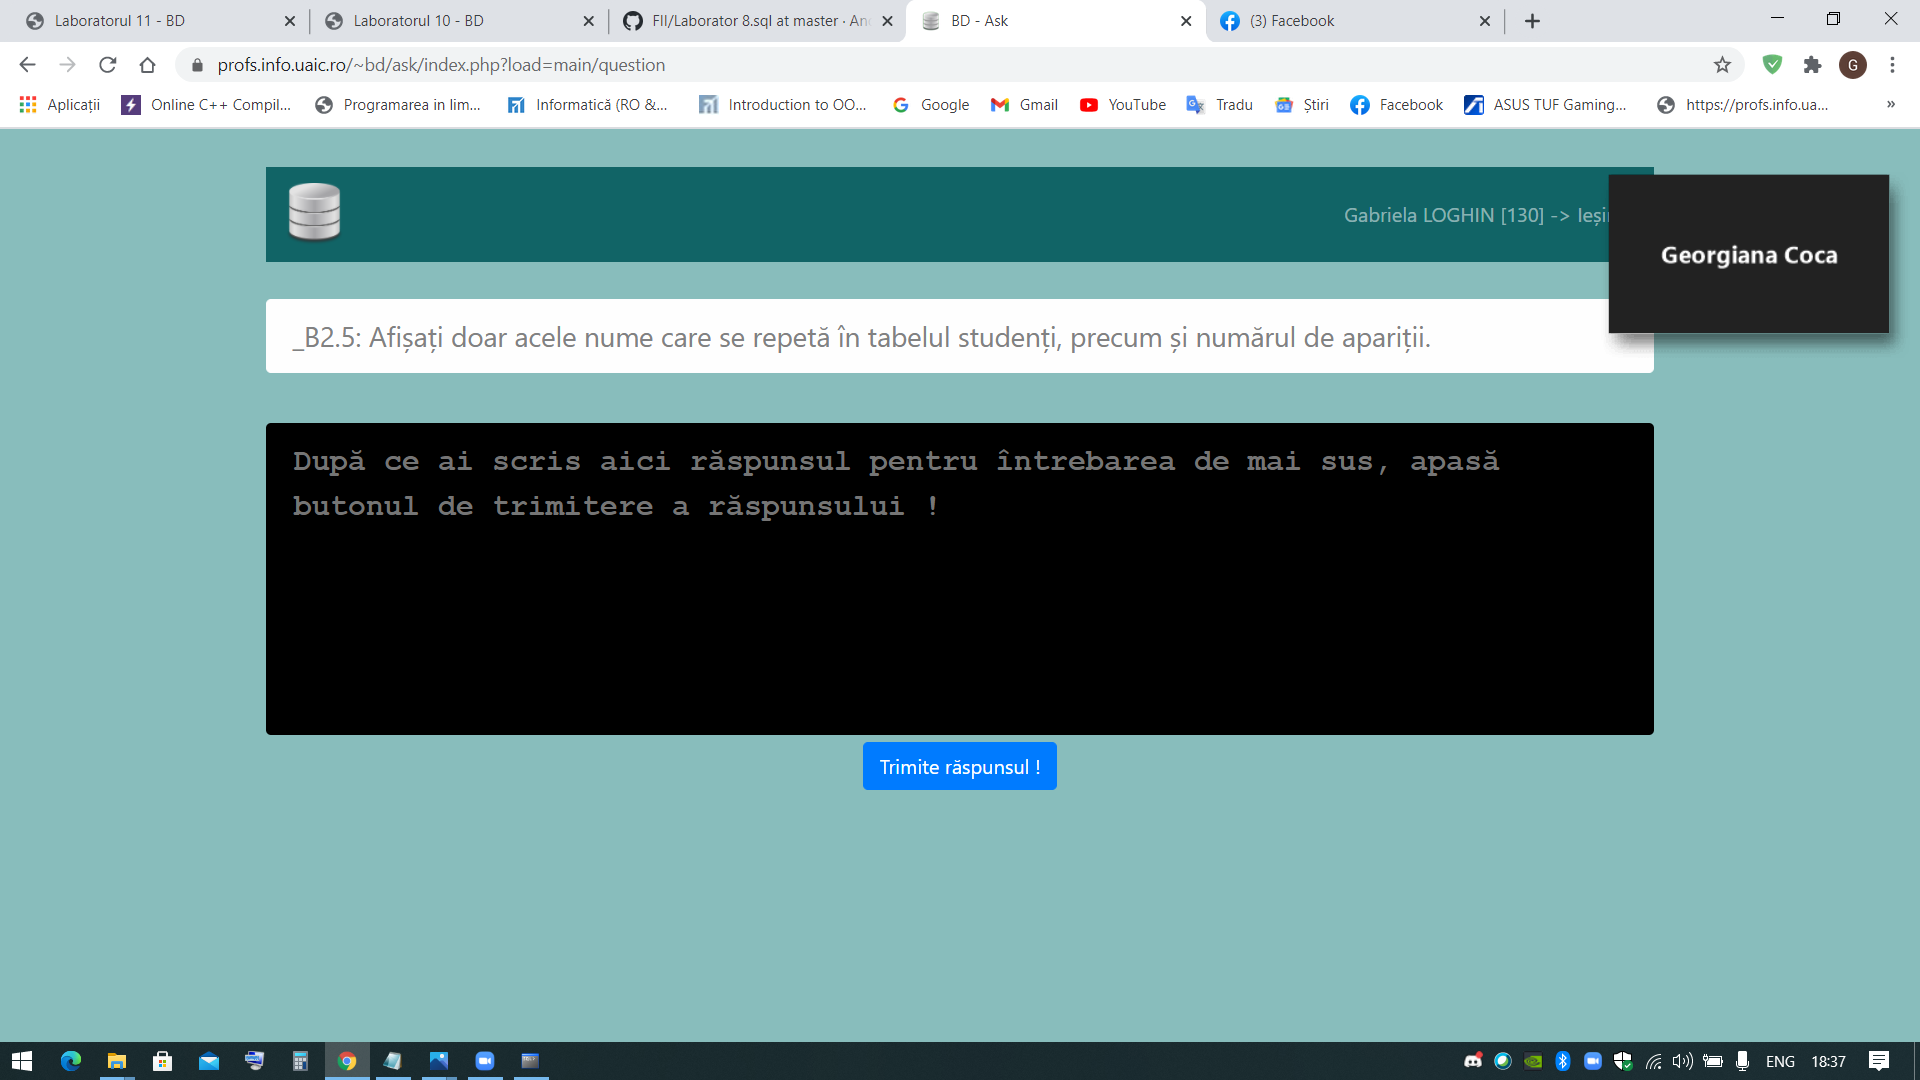 Laboratorul 11 - BD
Laboratorul 10 - BD
FII/Laborator 8.sql at master ·
BD - Ask
(3) Facebook
profs.info.uaic.ro/~bd/ask/index.php?load=main/question
G
Aplicații
Online C++ Compil...
Programarea in lim...
Informatică (RO &...
Introduction to OO...
Google
Gmail
YouTube
Tradu
Știri
Facebook
ASUS TUF Gaming...
https://profs.info.ua...
»
Gabriela LOGHIN [130] ->
Georgiana Coca
_B2.5: Afișați doar acele nume care se repetă în tabelul studenți, precum și numărul de apariții.
După ce ai scris aici răspunsul pentru întrebarea de mai sus, apasă
butonul de trimitere a răspunsului !
Trimite răspunsul !
ENG
18:37